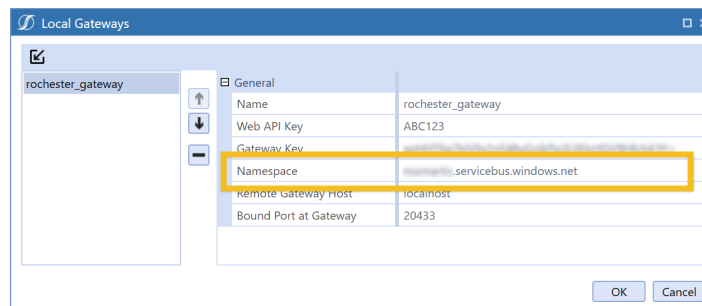 Local Gateways
rochester_gateway
General
Name rochester_gateway
Web API Key ABC123
Gateway Key
Namespace .servicebus.windows.net
Remote Gateway Host localhost
Bound Port at Gateway 20433
OK Cancel